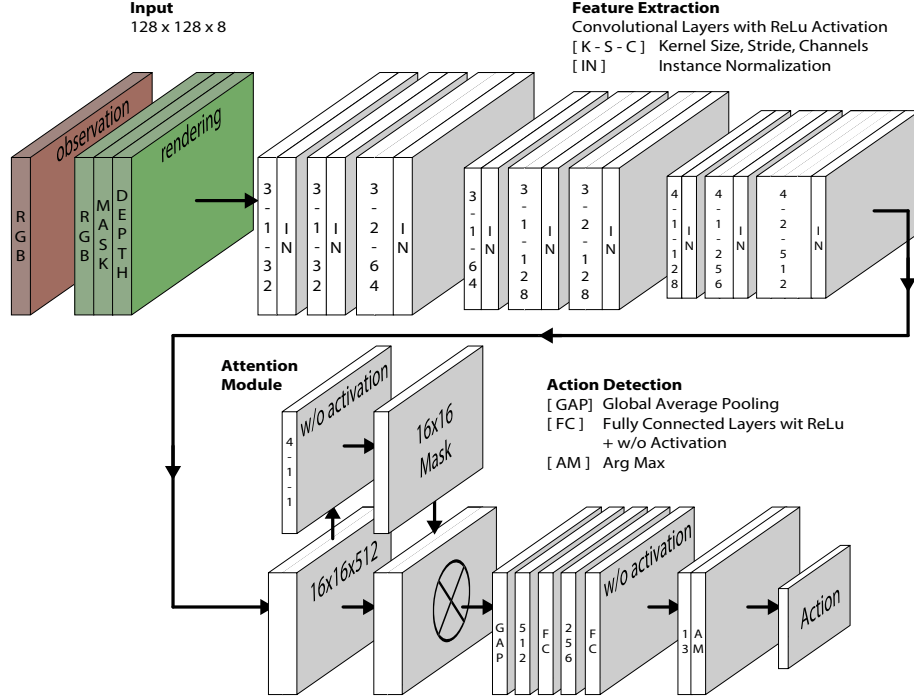 Input
128 x 128 x 8
Feature Extraction
Convolutional Layers with ReLu Activation
[ K - S - C ] Kernel Size, Stride, Channels
[ IN ] Instance Normalization
observation
rendering
RGB
RGB
MASK
DEPTH
3-1-32
IN
3-1-32
IN
3-2-64
IN
3-1-64
IN
3-1-128
IN
3-2-128
IN
4-1-128
IN
4-1-256
IN
4-2-512
IN
Attention
Module
4-1-1
w/o activation
16x16
Mask
Action Detection
[ GAP] Global Average Pooling
[ FC ] Fully Connected Layers wit ReLu
+ w/o Activation
[ AM ] Arg Max
16x16x512
GAP
512
FC
256
FC
w/o activation
13
AM
Action